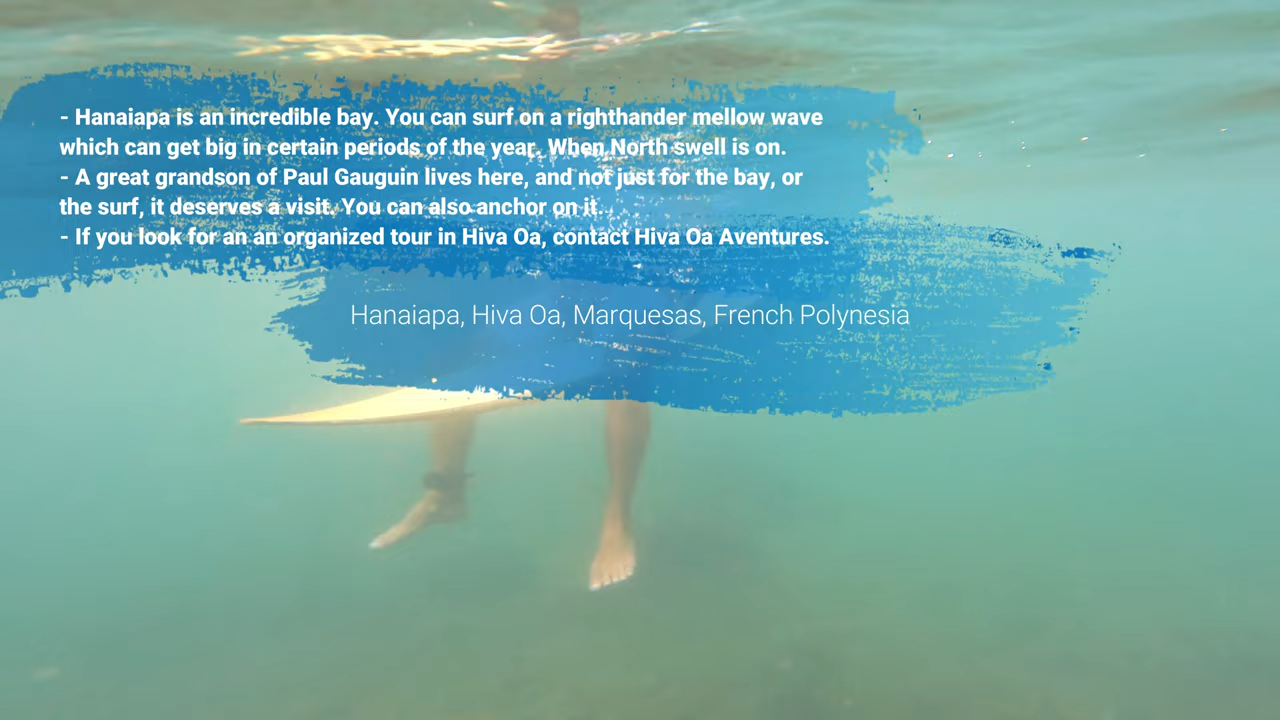 - Hanaiapa is an incredible bay. You can surf on a righthander mellow wave
which can get big in certain periods of the year. When North swell is on.
- A great grandson of Paul Gauguin lives here, and not just for the bay, or
the surf, it deserves a visit. You can also anchor on it.
- If you look for an an organized tour in Hiva Oa, contact Hiva Oa Aventures.
Hanaiapa, Hiva Oa, Marquesas, French Polynesia